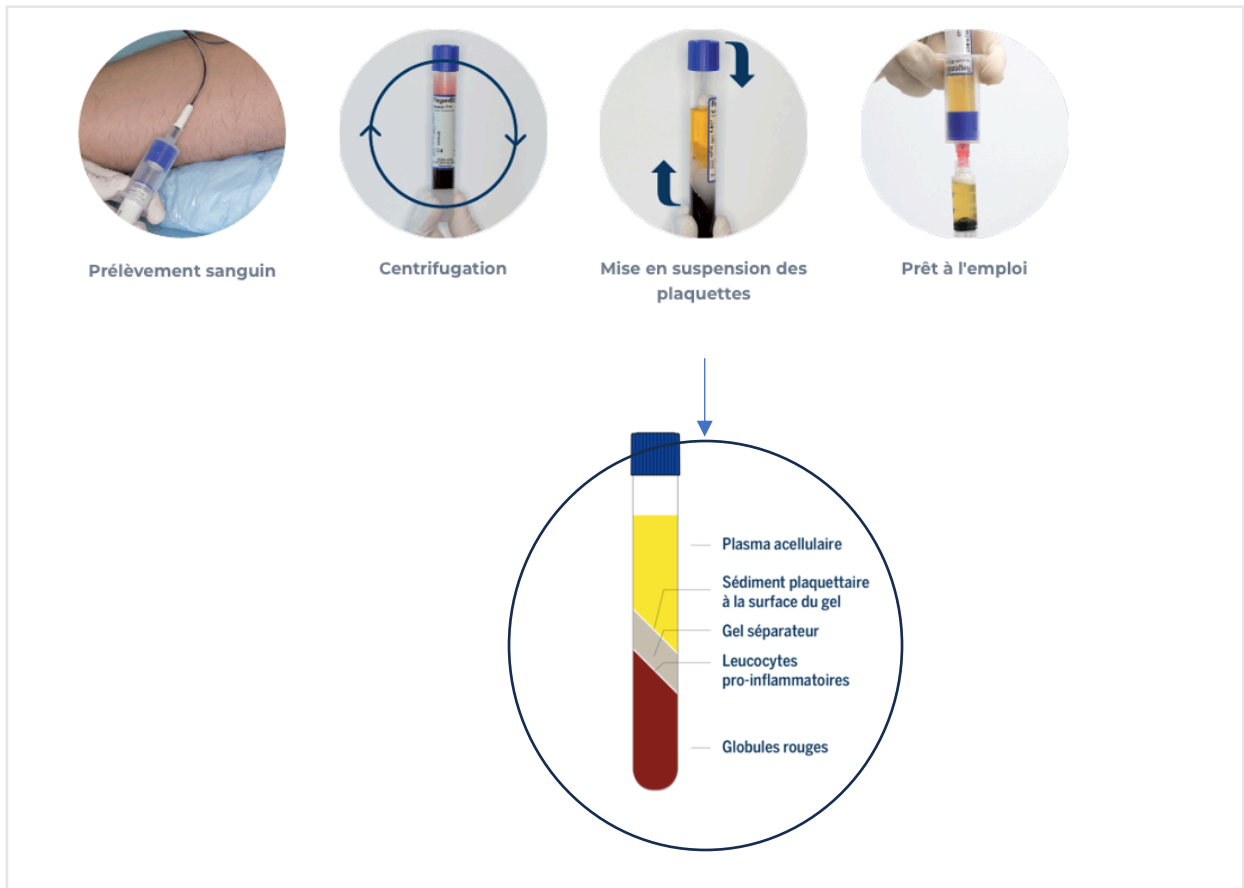 Prélèvement sanguin
Centrifugation
Mise en suspension des
plaquettes
Prêt à l'emploi
Plasma acellulaire
Sédiment plaquettaire
à la surface du gel
Gel séparateur
Leucocytes
pro-inflammatoires
Globules rouges